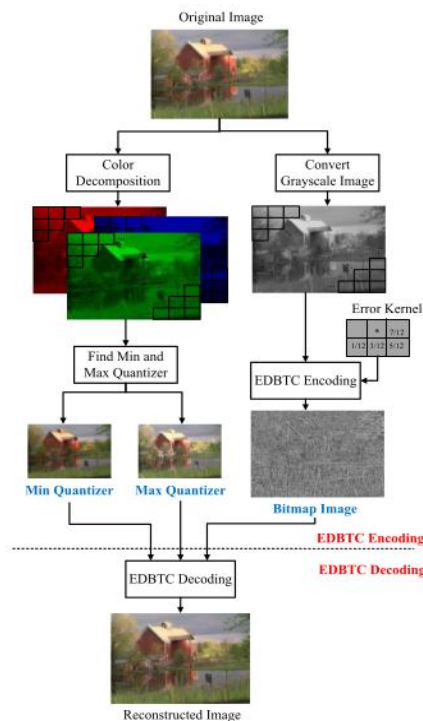 Original Image
Color
Decomposition
Convert
Grayscale Image
Error Kernel
* 7/12
1/12 3/12 5/12
Find Min and
Max Quantizer
EDBTC Encoding
Min Quantizer
Max Quantizer
Bitmap Image
EDBTC Encoding
EDBTC Decoding
EDBTC Decoding
Reconstructed Image